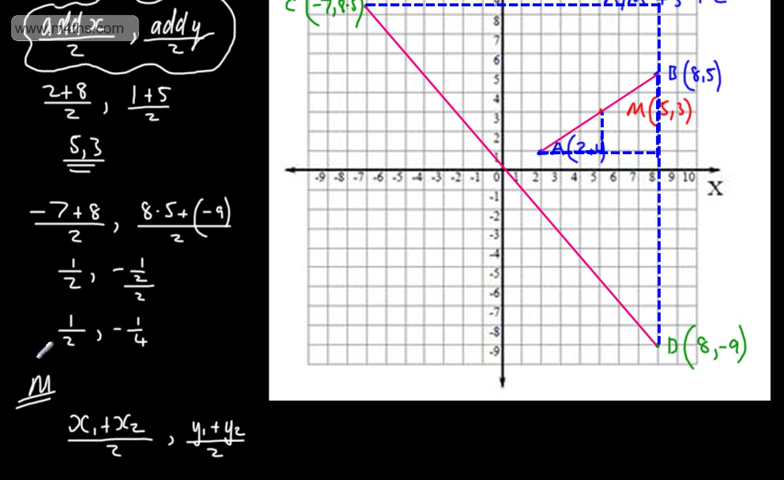 www.m4ths.com
add x/2 , add y/2
2+8/2 , 1+5/2
5,3
-7+8/2 , 8.5+(-9)/2
1/2 , -1/2/2
1/2 , -1/4
M
x₁+x₂/2 , y₁+y₂/2
C (-7,8.5)
8
7
6
5
4
3
2
1
B(8,5)
M(5,3)
A(2,1)
-9 -8 -7 -6 -5 -4 -3 -2 -1 0 1 2 3 4 5 6 7 8 9 10
X
-1
-2
-3
-4
-5
-6
-7
-8
-9
D(8,-9)